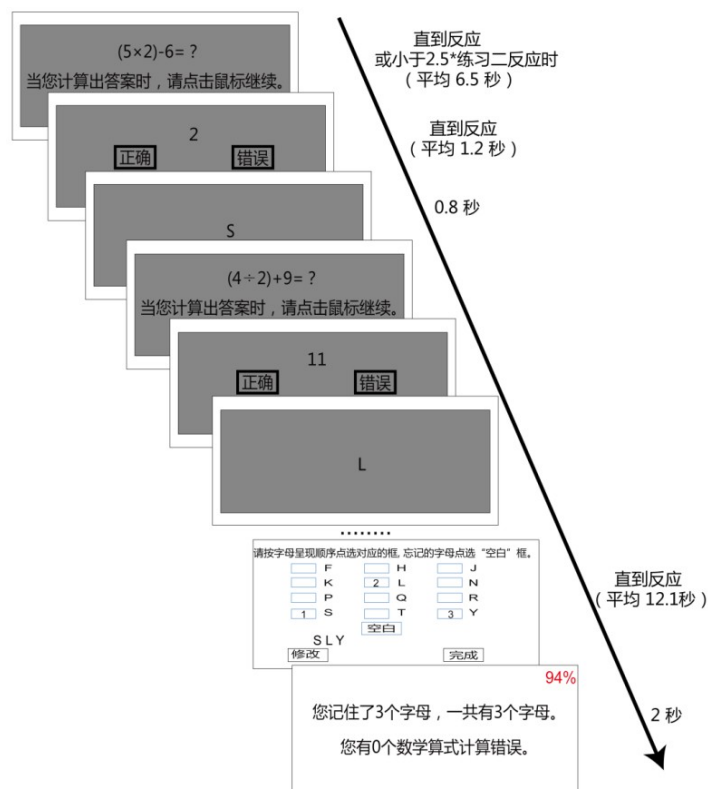 (5×2)-6= ?
当您计算出答案时，请点击鼠标继续。
直到反应
或小于2.5*练习二反应时
（平均 6.5 秒）
2
正确 错误
直到反应
（平均 1.2 秒）
S
0.8 秒
(4÷2)+9= ?
当您计算出答案时，请点击鼠标继续。
11
正确 错误
L
........
请按字母呈现顺序点选对应的框, 忘记的字母点选“空白”框。
F H J
K 2 L N
P Q R
1 S T 3 Y
空白
S L Y
修改 完成
直到反应
（平均 12.1秒）
94%
您记住了3个字母，一共有3个字母。
您有0个数学算式计算错误。
2 秒